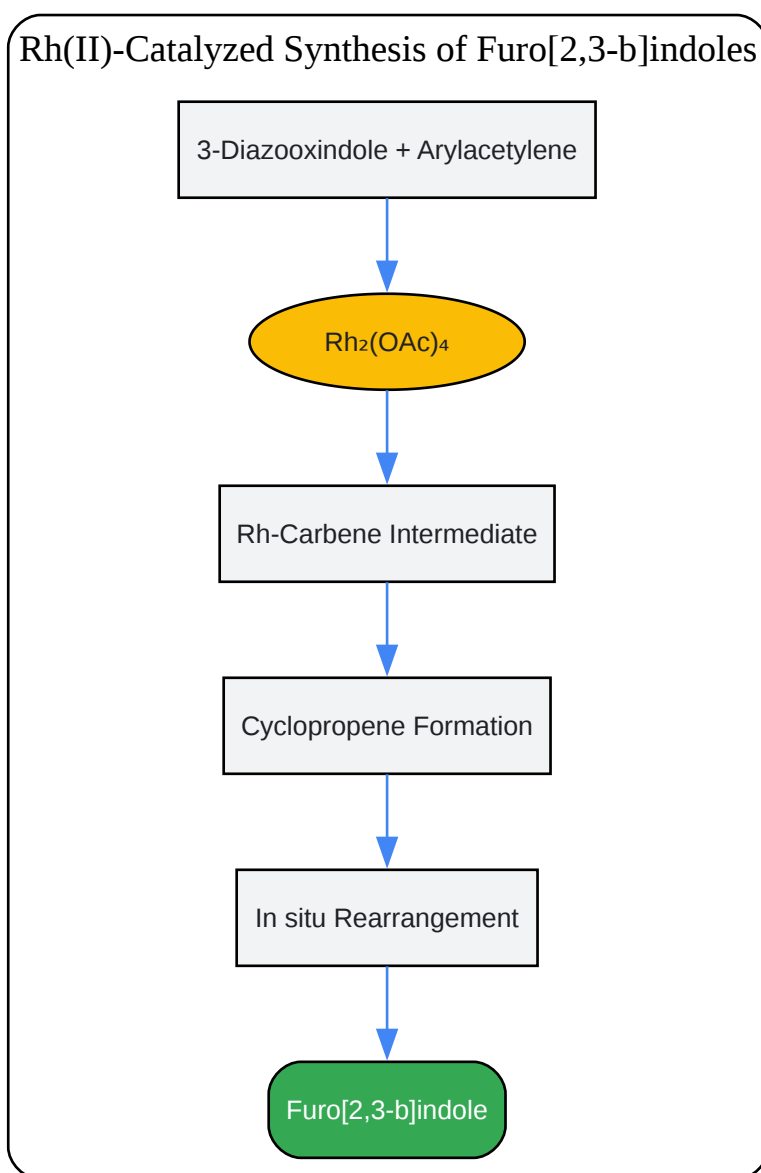 Rh(II)-Catalyzed Synthesis of Furo[2,3-b]indoles
3-Diazooxindole + Arylacetylene
Rh₂(OAc)₄
Rh-Carbene Intermediate
Cyclopropene Formation
In situ Rearrangement
Furo[2,3-b]indole